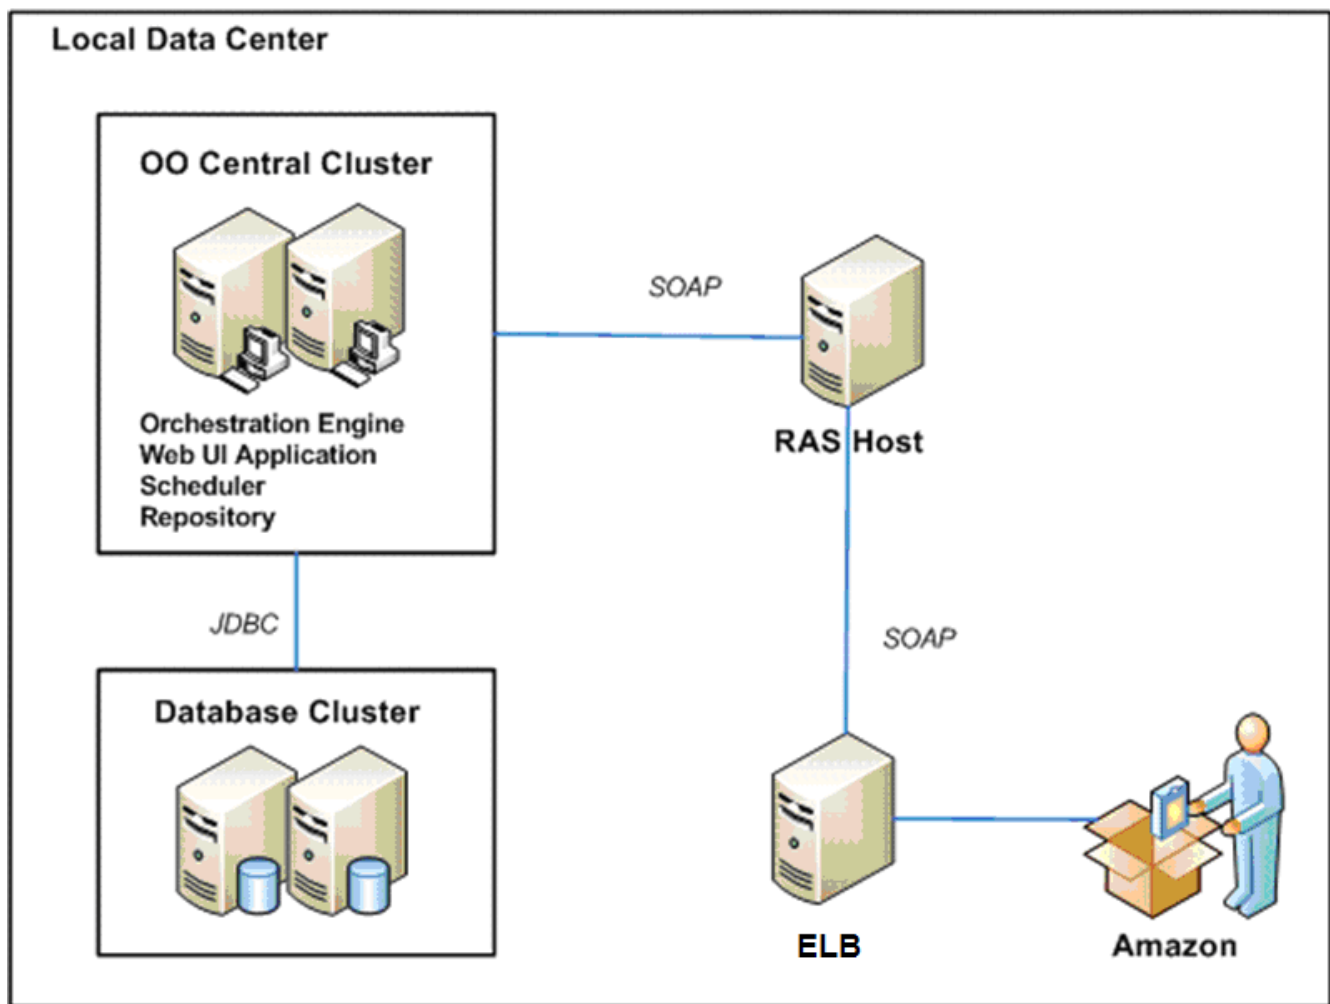 Local Data Center
OO Central Cluster
SOAP
Orchestration Engine
Web UI Application
Scheduler
Repository
RAS Host
JDBC
SOAP
Database Cluster
ELB
Amazon